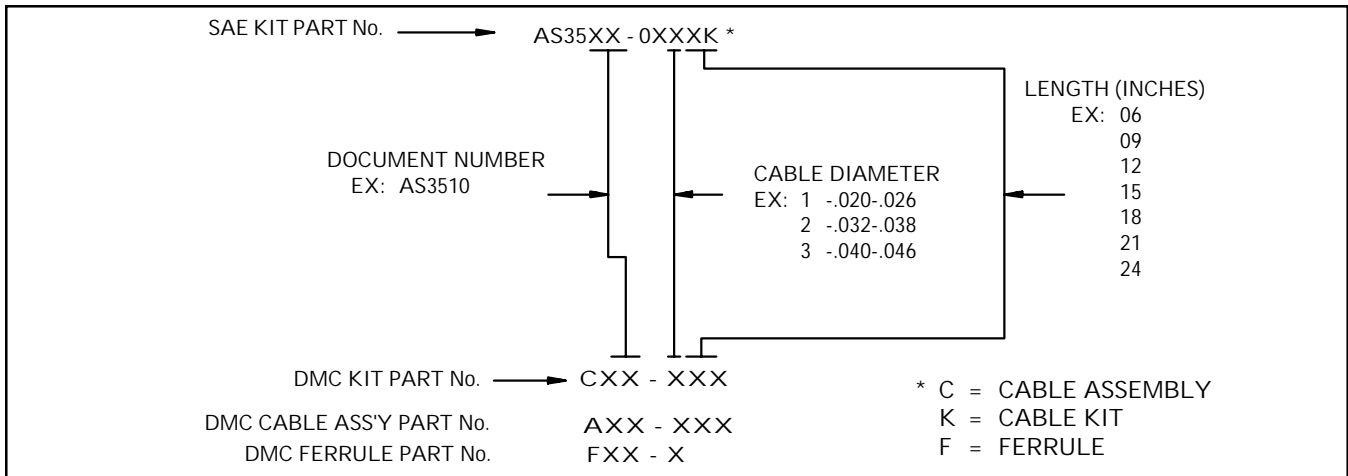 SAE KIT PART No.
AS35XX - 0XXXK *
LENGTH (INCHES)
EX: 06
09
12
15
18
21
24
DOCUMENT NUMBER
EX: AS3510
CABLE DIAMETER
EX: 1 -.020-.026
2 -.032-.038
3 -.040-.046
DMC KIT PART No.
CXX - XXX
DMC CABLE ASS'Y PART No.
AXX - XXX
DMC FERRULE PART No.
FXX - X
* C = CABLE ASSEMBLY
K = CABLE KIT
F = FERRULE